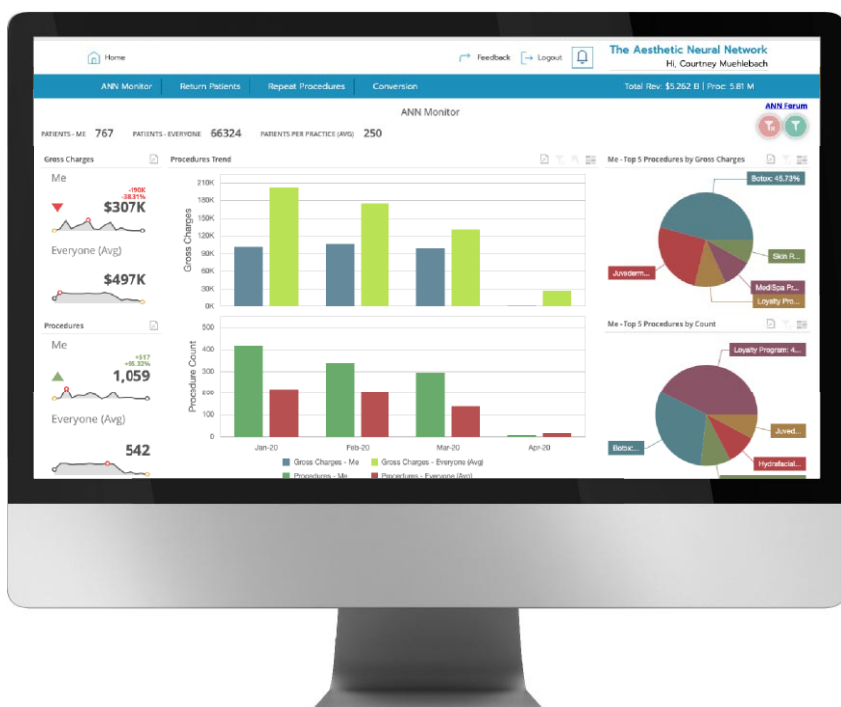 Home
Feedback
Logout
The Aesthetic Neural Network
Hi, Courtney Muehlebach
ANN Monitor Return Patients Repeat Procedures Conversion Total Rev: $5.262 B | Proc: 5.81 M
ANN Monitor
ANN Forum
PATIENTS - ME 767 PATIENTS - EVERYONE 66324 PATIENTS PER PRACTICE (AVG) 250
Gross Charges
Me
-190K
-38.31%
$307K
Everyone (Avg)
$497K
Procedures
Me
+517
+95.32%
1,059
Everyone (Avg)
542
Procedures Trend
Gross Charges
210K
180K
150K
120K
90K
60K
30K
0K
Procedure Count
500
400
300
200
100
0
Jan-20 Feb-20 Mar-20 Apr-20
Gross Charges - Me Gross Charges - Everyone (Avg)
Procedures - Me Procedures - Everyone (Avg)
Me - Top 5 Procedures by Gross Charges
Botox: 45.73%
Skin R...
MediSpa Pr...
Loyalty Pro...
Juvederm...
Me - Top 5 Procedures by Count
Loyalty Program: 4...
Juved...
Hydrafacial...
Botox...